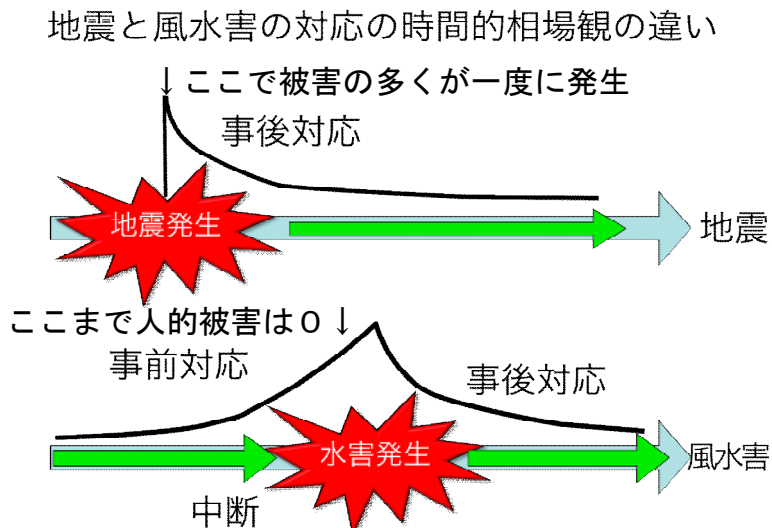 地震と風水害の対応の時間的相場観の違い
↓ここで被害の多くが一度に発生
事後対応
地震発生
地震
ここまで人的被害は０↓
事前対応
事後対応
水害発生
風水害
中断